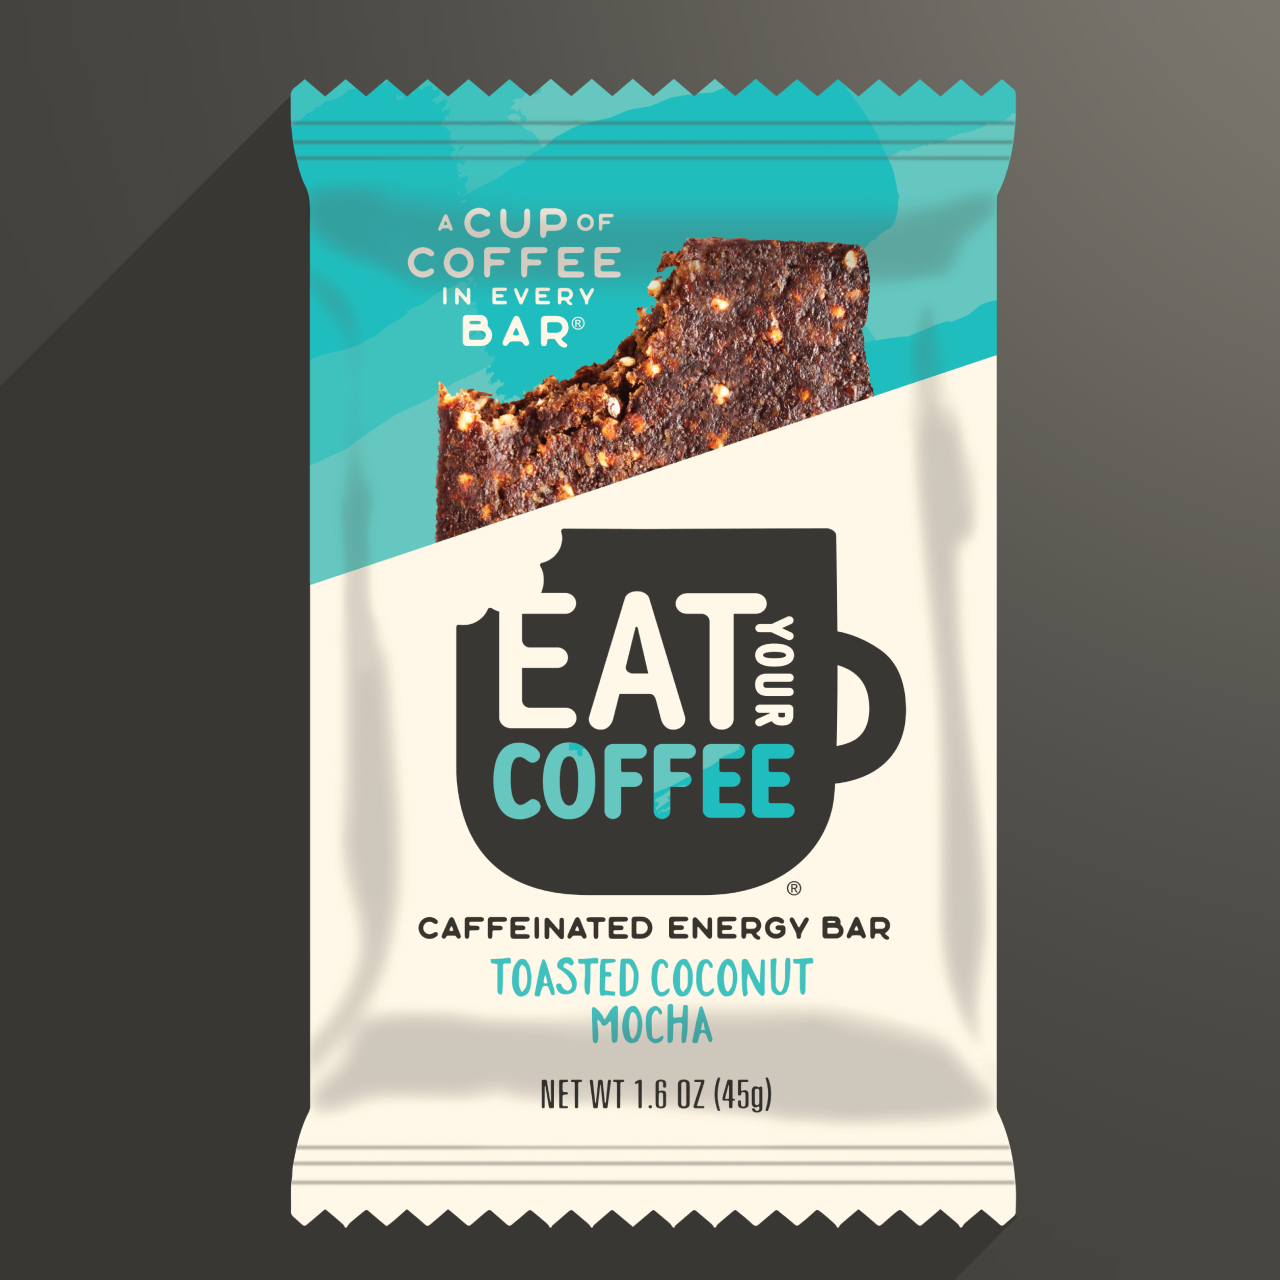 A CUP OF
COFFEE
IN EVERY
BAR®
EAT YOUR
COFFEE
®
CAFFEINATED ENERGY BAR
TOASTED COCONUT
MOCHA
NET WT 1.6 OZ (45g)